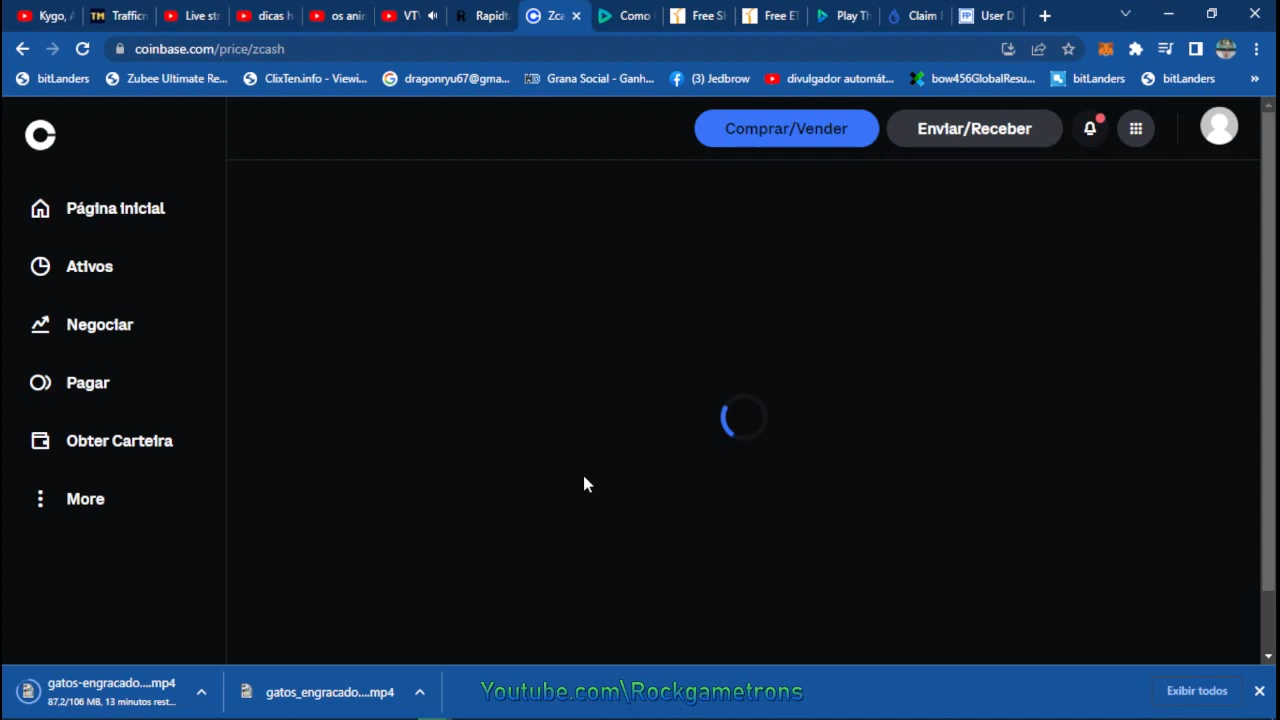 Kygo,
Traffic
Live st
dicas h
os ani
VT
Rapidt
Zca
Como
Free S
Free E
Play Th
Claim
User D
coinbase.com/price/zcash
bitLanders
Zubee Ultimate Re...
ClixTen.info - Viewi...
dragonryu67@gma...
Grana Social - Ganh...
(3) Jedbrow
divulgador automát...
bow456GlobalResu...
bitLanders
bitLanders
»
Comprar/Vender
Enviar/Receber
Página inicial
Ativos
Negociar
Pagar
Obter Carteira
More
gatos-engracado....mp4
87,2/106 MB, 13 minutos rest...
gatos_engracado....mp4
Youtube.com\Rockgametrons
Exibir todos